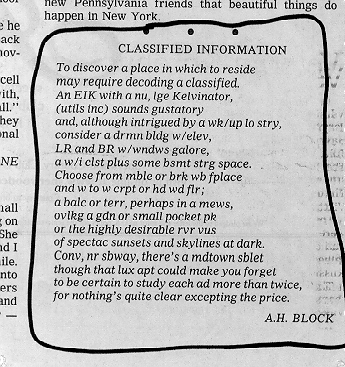 new Pennsylvania friends that beautiful things do
happen in New York.
he
ack
nov-
cell
ith,
ll."
hey
onal
NE
hall
g on
She
nd I
ile.
nto
ers
and
—
CLASSIFIED INFORMATION
To discover a place in which to reside
may require decoding a classified.
An EIK with a nu, lge Kelvinator,
(utils inc) sounds gustatory
and, although intrigued by a wk/up lo stry,
consider a drmn bldg w/elev,
LR and BR w/wndws galore,
a w/i clst plus some bsmt strg space.
Choose from mble or brk wb fplace
and w to w crpt or hd wd flr;
a balc or terr, perhaps in a mews,
ovlkg a gdn or small pocket pk
or the highly desirable rvr vus
of spectac sunsets and skylines at dark.
Conv, nr sbway, there's a mdtown sblet
though that lux apt could make you forget
to be certain to study each ad more than twice,
for nothing's quite clear excepting the price.
A.H. BLOCK